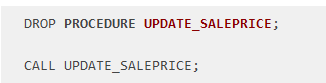 DROP PROCEDURE UPDATE_SALEPRICE;
CALL UPDATE_SALEPRICE;